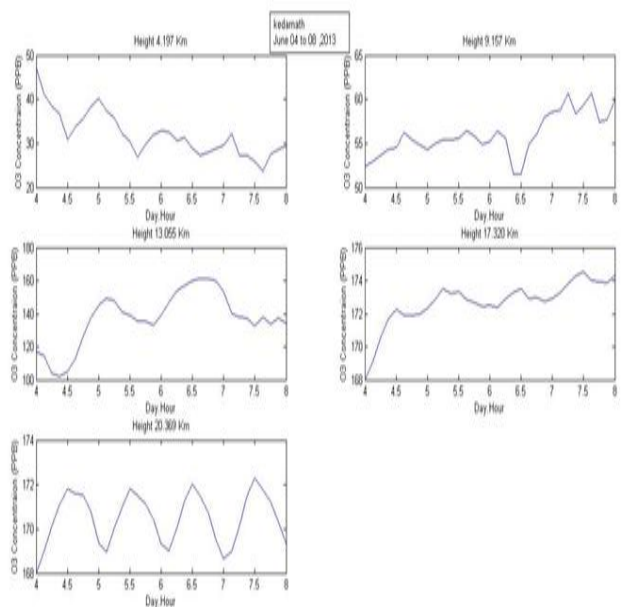 kedarnath
June 04 to 08 ,2013
Height 4.197 Km
50
40
30
20
O3 Concentraion (PPB)
4 4.5 5 5.5 6 6.5 7 7.5 8
Day.Hour
Height 9.157 Km
65
60
55
50
O3 Concentraion (PPB)
4 4.5 5 5.5 6 6.5 7 7.5 8
Day.Hour
Height 13.055 Km
180
160
140
120
100
O3 Concentraion (PPB)
4 4.5 5 5.5 6 6.5 7 7.5 8
Day.Hour
Height 17.320 Km
176
174
172
170
168
O3 Concentraion (PPB)
4 4.5 5 5.5 6 6.5 7 7.5 8
Day.Hour
Height 20.369 Km
174
172
170
168
O3 Concentraion (PPB)
4 4.5 5 5.5 6 6.5 7 7.5 8
Day.Hour